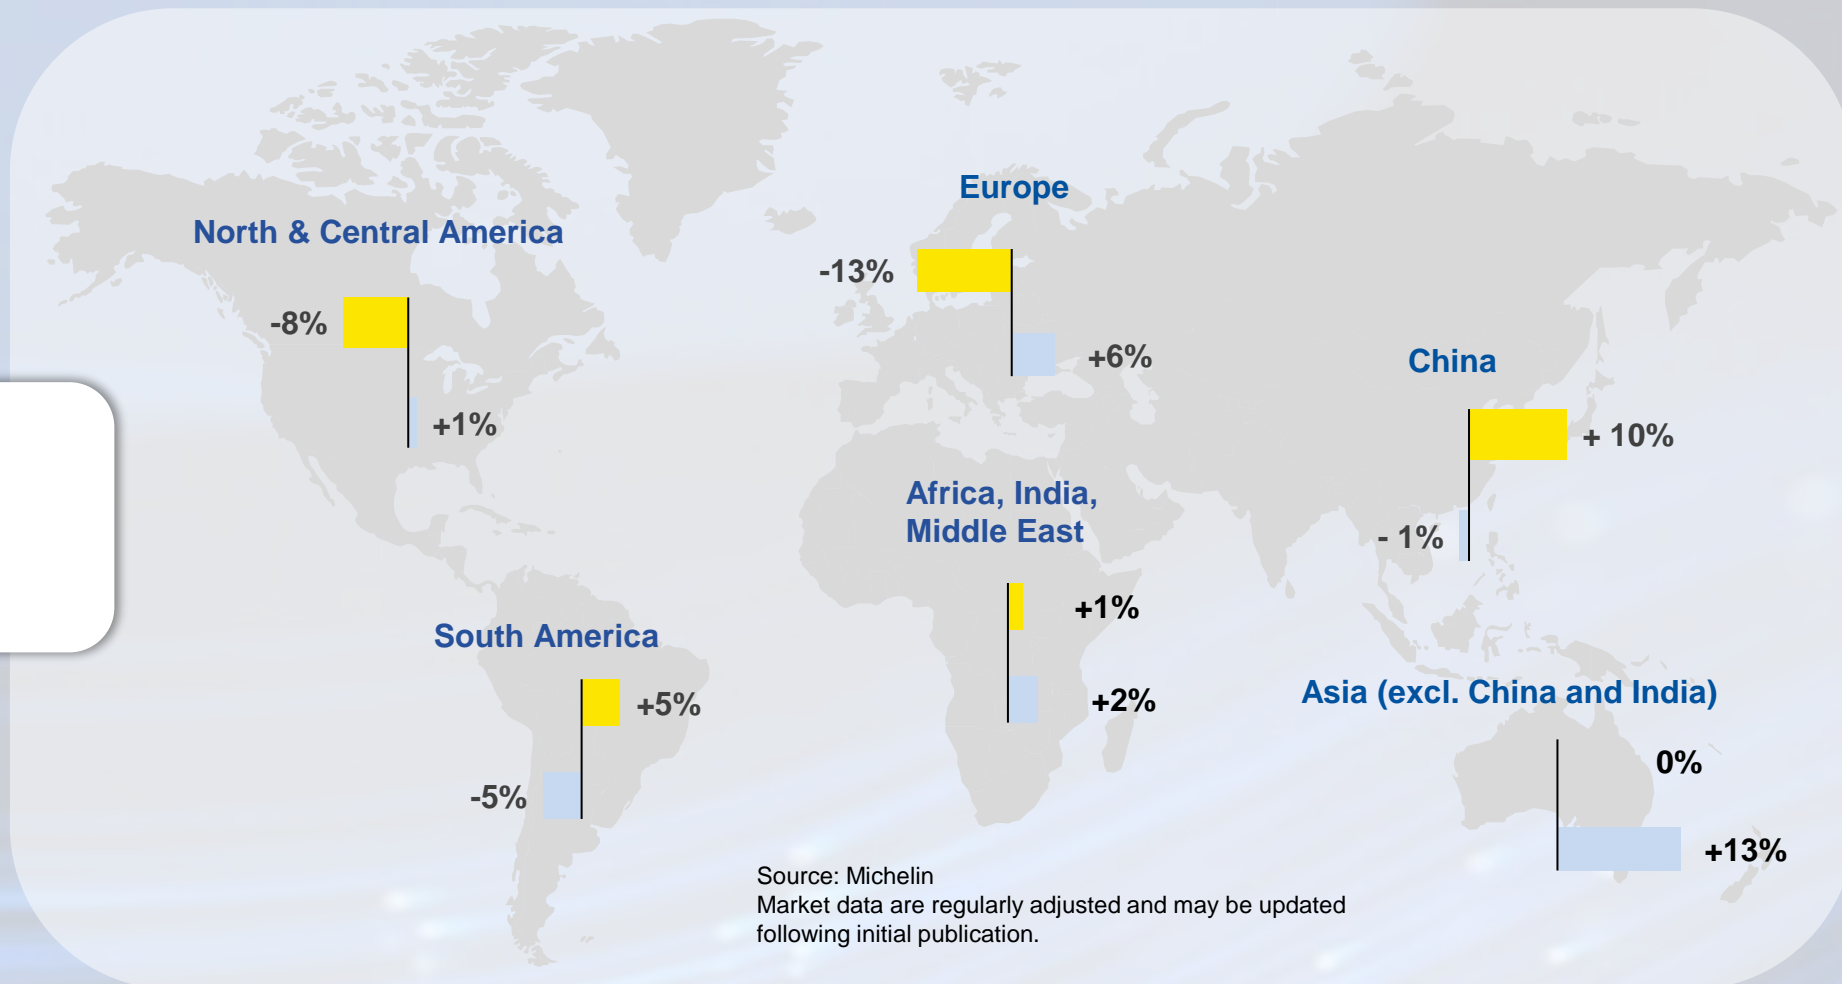 Europe
-13%
+6%
North & Central America
-8%
+1%
China
+ 10%
- 1%
Africa, India,
Middle East
+1%
+2%
South America
+5%
-5%
Asia (excl. China and India)
0%
+13%
Source: Michelin
Market data are regularly adjusted and may be updated
following initial publication.